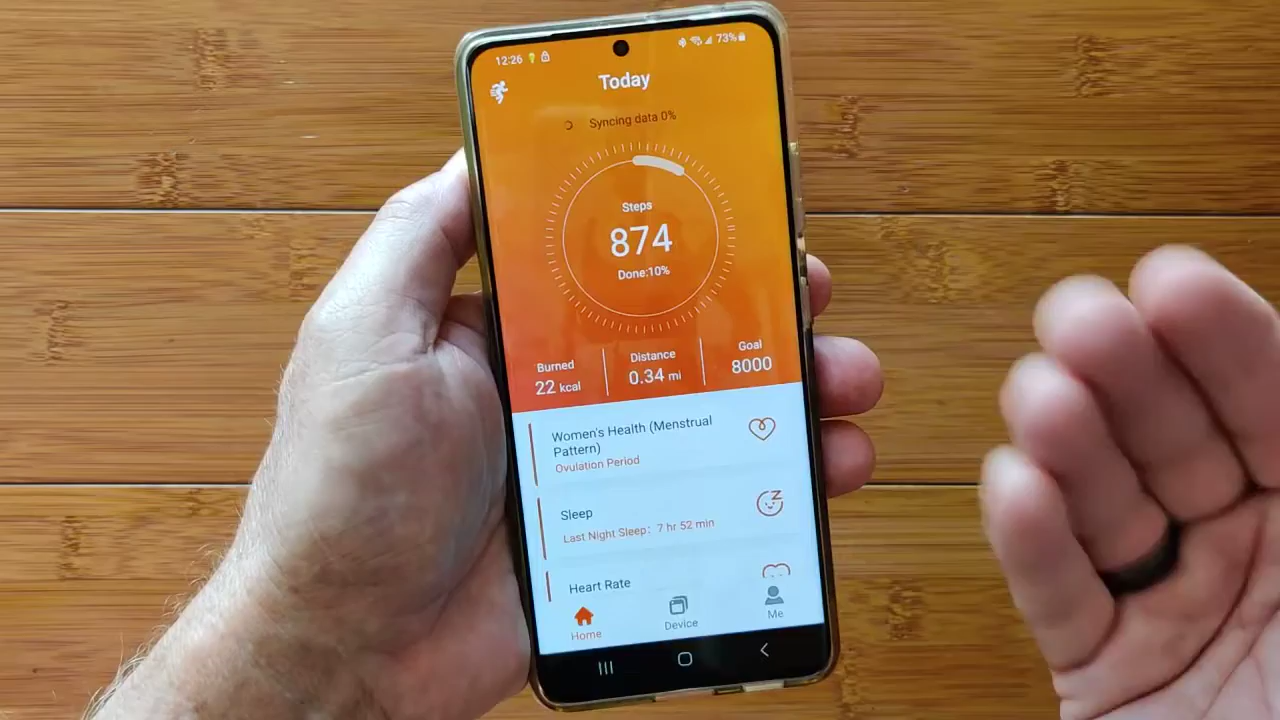 12:26
73%
Today
Syncing data 0%
Steps
874
Done:10%
Burned
22 kcal
Distance
0.34 mi
Goal
8000
Women's Health (Menstrual
Pattern)
Ovulation Period
Sleep
Last Night Sleep: 7 hr 52 min
Heart Rate
Home
Device
Me